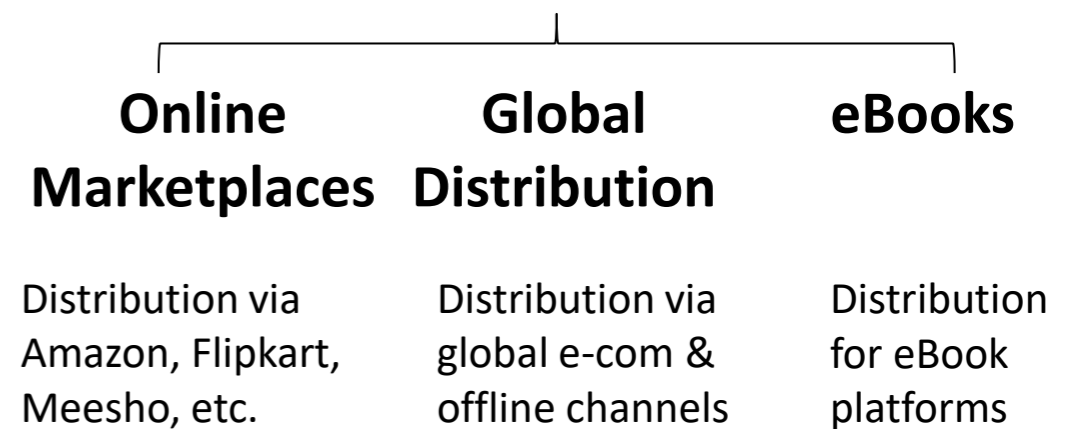 Online
Marketplaces
Global
Distribution
eBooks
Distribution via
Amazon, Flipkart,
Meesho, etc.
Distribution via
global e-com &
offline channels
Distribution
for eBook
platforms